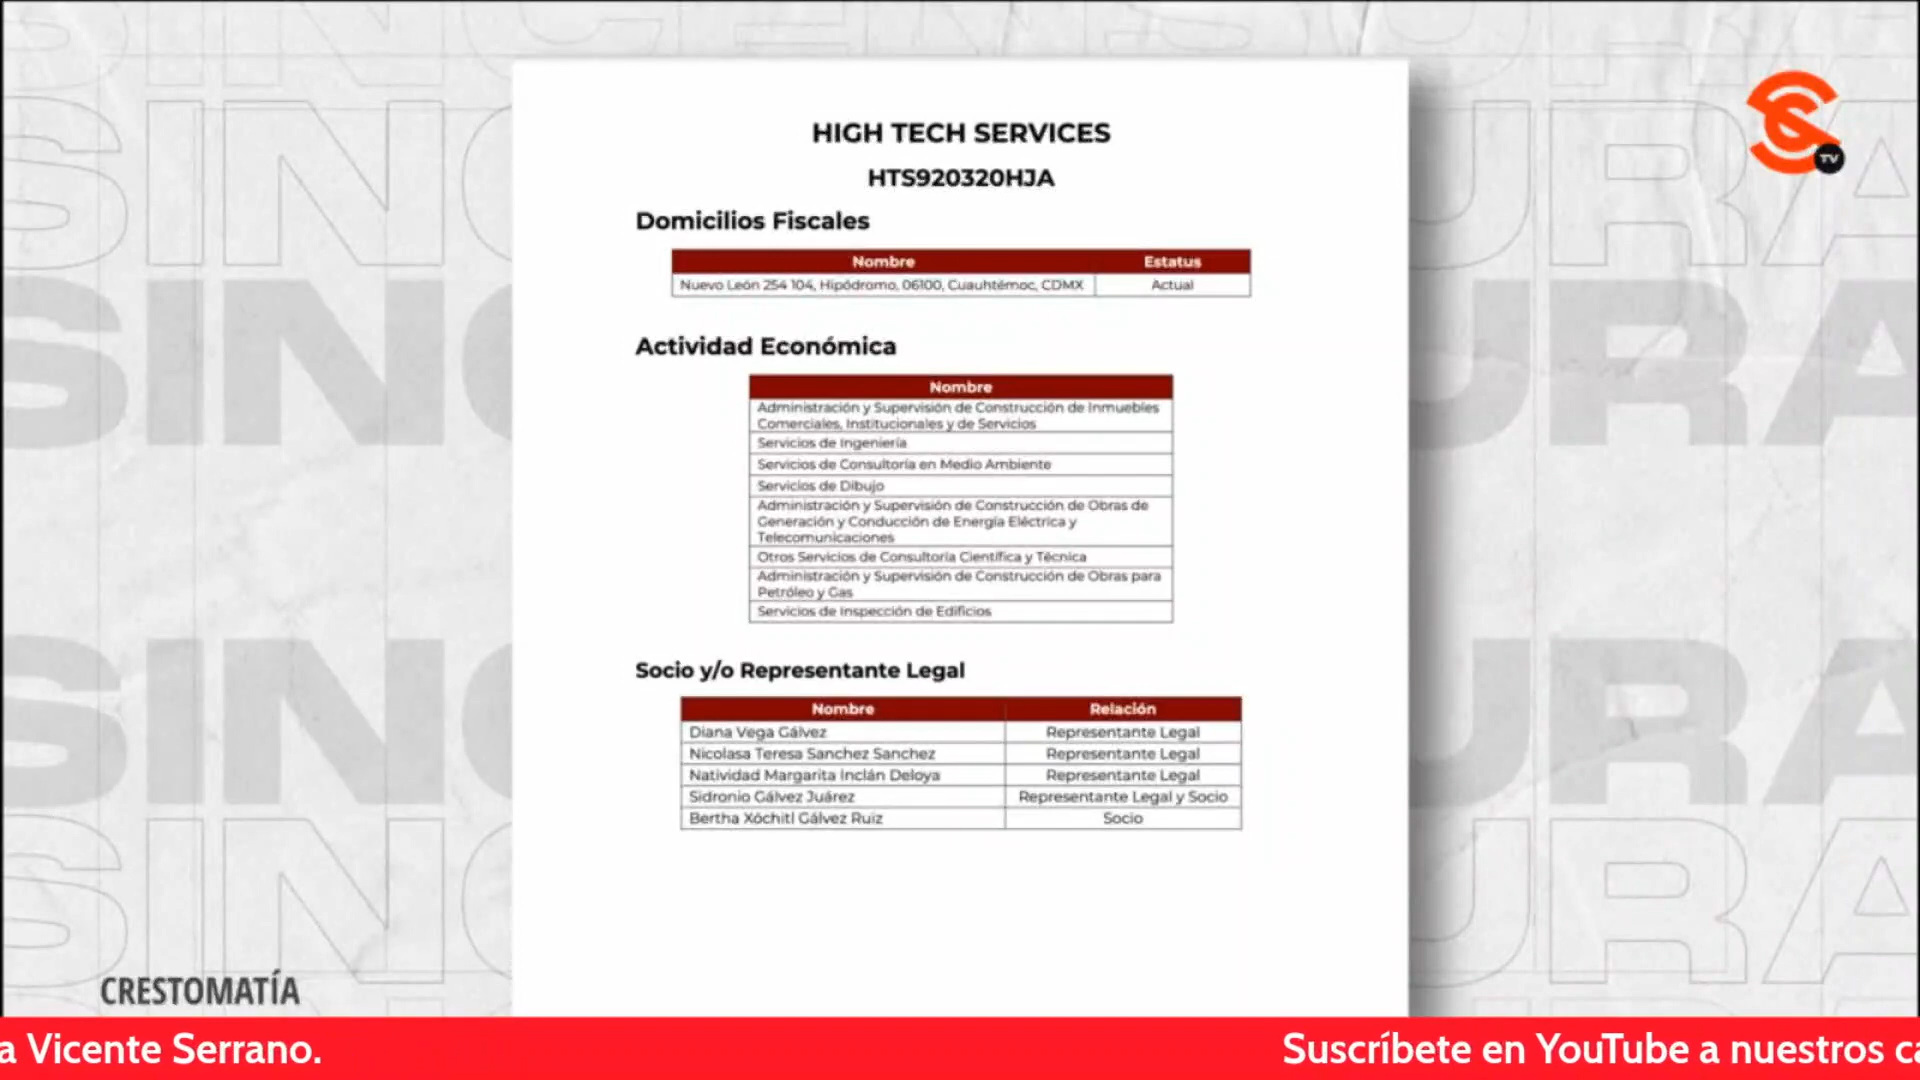 SIN CENSURA
TV
HIGH TECH SERVICES
HTS920320HJA
Domicilios Fiscales
Nombre Estatus
Nuevo León 254 104, Hipódromo, 06100, Cuauhtémoc, CDMX Actual
Actividad Económica
Nombre
Administración y Supervisión de Construcción de Inmuebles
Comerciales, Institucionales y de Servicios
Servicios de Ingeniería
Servicios de Consultoría en Medio Ambiente
Servicios de Dibujo
Administración y Supervisión de Construcción de Obras de
Generación y Conducción de Energía Eléctrica y
Telecomunicaciones
Otros Servicios de Consultoría Científica y Técnica
Administración y Supervisión de Construcción de Obras para
Petróleo y Gas
Servicios de Inspección de Edificios
Socio y/o Representante Legal
Nombre Relación
Diana Vega Gálvez Representante Legal
Nicolasa Teresa Sanchez Sanchez Representante Legal
Natividad Margarita Inclán Deloya Representante Legal
Sidronio Gálvez Juárez Representante Legal y Socio
Bertha Xóchitl Gálvez Ruiz Socio
CRESTOMATÍA
a Vicente Serrano. Suscríbete en YouTube a nuestros ca